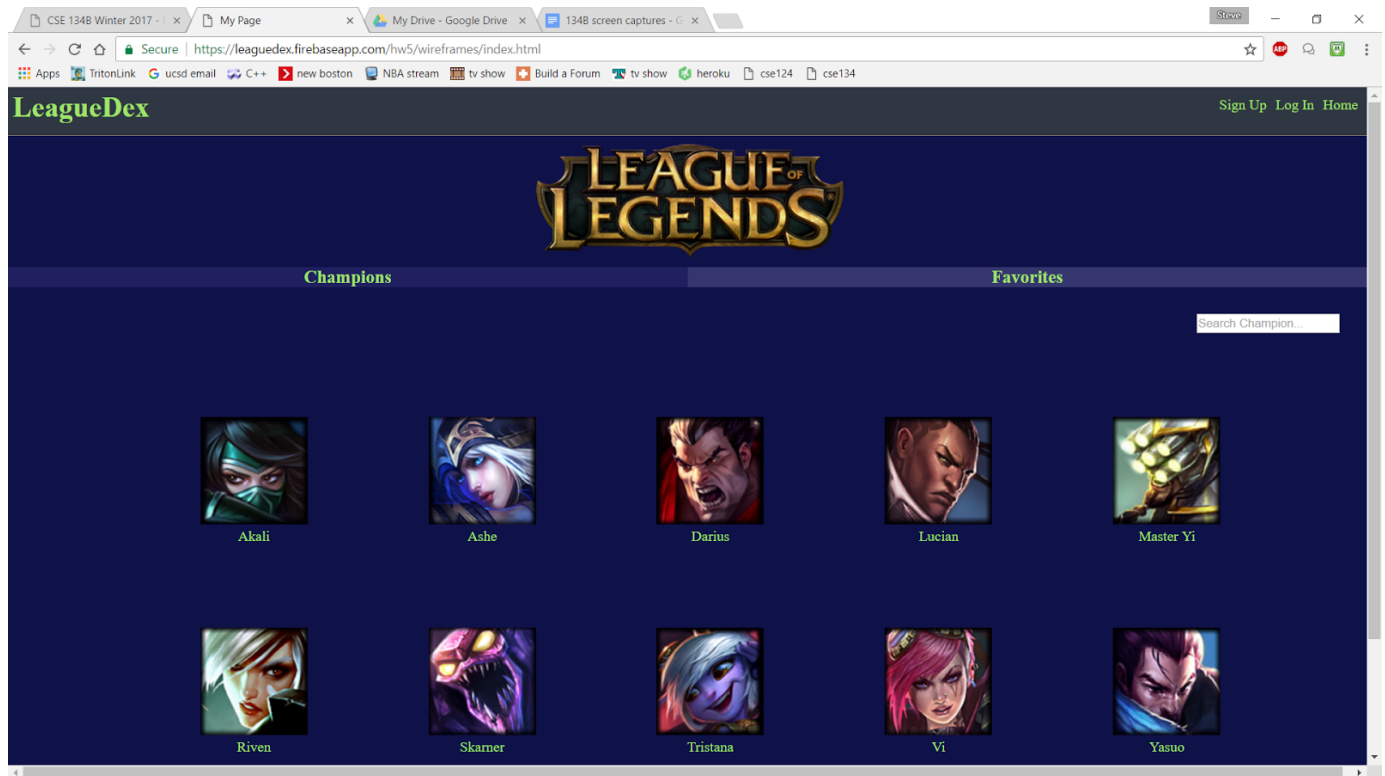 CSE 134B Winter 2017 -
My Page
My Drive - Google Drive
134B screen captures - G
Steve
Secure
https://leaguedex.firebaseapp.com/hw5/wireframes/index.html
ABP
Apps TritonLink ucsd email C++ new boston NBA stream tv show Build a Forum tv show heroku cse124 cse134
LeagueDex
Sign Up Log In Home
LEAGUE OF
LEGENDS
Champions Favorites
Search Champion...
Akali Ashe Darius Lucian Master Yi
Riven Skarner Tristana Vi Yasuo